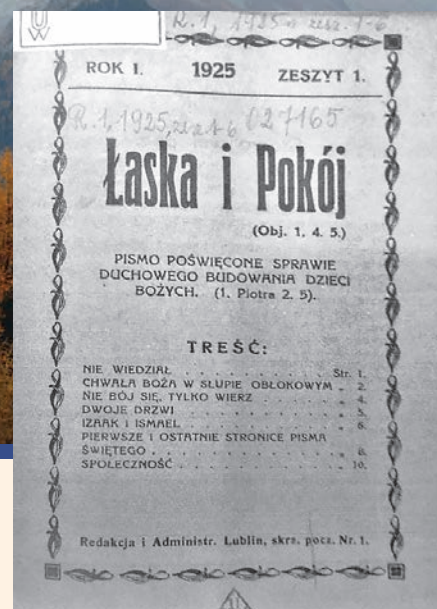 U
W
R. 1, 1925 zesz. 1-6
ROK I. 1925 ZESZYT 1.
R. 1, 1925, 027165
Łaska i Pokój
(Obj. 1, 4. 5.)
PISMO POŚWIĘCONE SPRAWIE
DUCHOWEGO BUDOWANIA DZIECI
BOŻYCH. (1. Piotra 2. 5).
TREŚĆ:
NIE WIEDZIAŁ . . . . . . . . . . Str. 1.
CHWAŁA BOŻA W SŁUPIE OBŁOKOWYM „ 2.
NIE BÓJ SIĘ, TYLKO WIERZ . . . . . „ 4.
DWOJE DRZWI . . . . . . . . . . „ 5.
IZAAK I ISMAEL . . . . . . . . . „ 6.
PIERWSZE I OSTATNIE STRONICE PISMA
ŚWIĘTEGO . . . . . . . . . . . „ 8.
SPOŁECZNOŚĆ . . . . . . . . . . „ 10.
Redakcja i Administr. Lublin, skrz. pocz. Nr. 1.